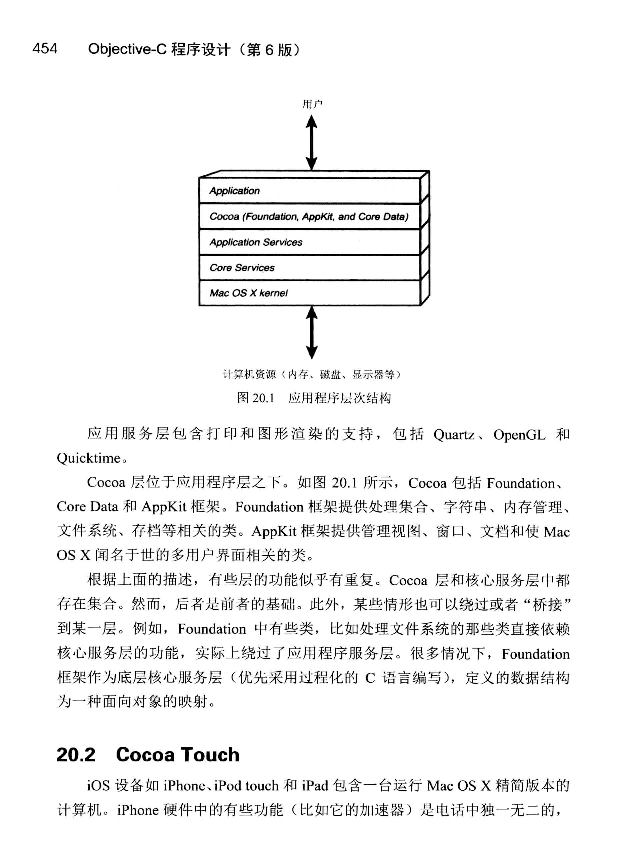 454 Objective-C 程序设计（第 6 版）
用户
Application
Cocoa (Foundation, AppKit, and Core Data)
Application Services
Core Services
Mac OS X kernel
计算机资源（内存、磁盘、显示器等）
图 20.1 应用程序层次结构
应用服务层包含打印和图形渲染的支持，包括 Quartz、OpenGL 和
Quicktime。
Cocoa 层位于应用程序层之下。如图 20.1 所示，Cocoa 包括 Foundation、
Core Data 和 AppKit 框架。Foundation 框架提供处理集合、字符串、内存管理、
文件系统、存档等相关的类。AppKit 框架提供管理视图、窗口、文档和使 Mac
OS X 闻名于世的多用户界面相关的类。
根据上面的描述，有些层的功能似乎有重复。Cocoa 层和核心服务层中都
存在集合。然而，后者是前者的基础。此外，某些情形也可以绕过或者“桥接”
到某一层。例如，Foundation 中有些类，比如处理文件系统的那些类直接依赖
核心服务层的功能，实际上绕过了应用程序服务层。很多情况下，Foundation
框架作为底层核心服务层（优先采用过程化的 C 语言编写），定义的数据结构
为一种面向对象的映射。
20.2 Cocoa Touch
iOS 设备如 iPhone、iPod touch 和 iPad 包含一台运行 Mac OS X 精简版本的
计算机。iPhone 硬件中的有些功能（比如它的加速器）是电话中独一无二的，